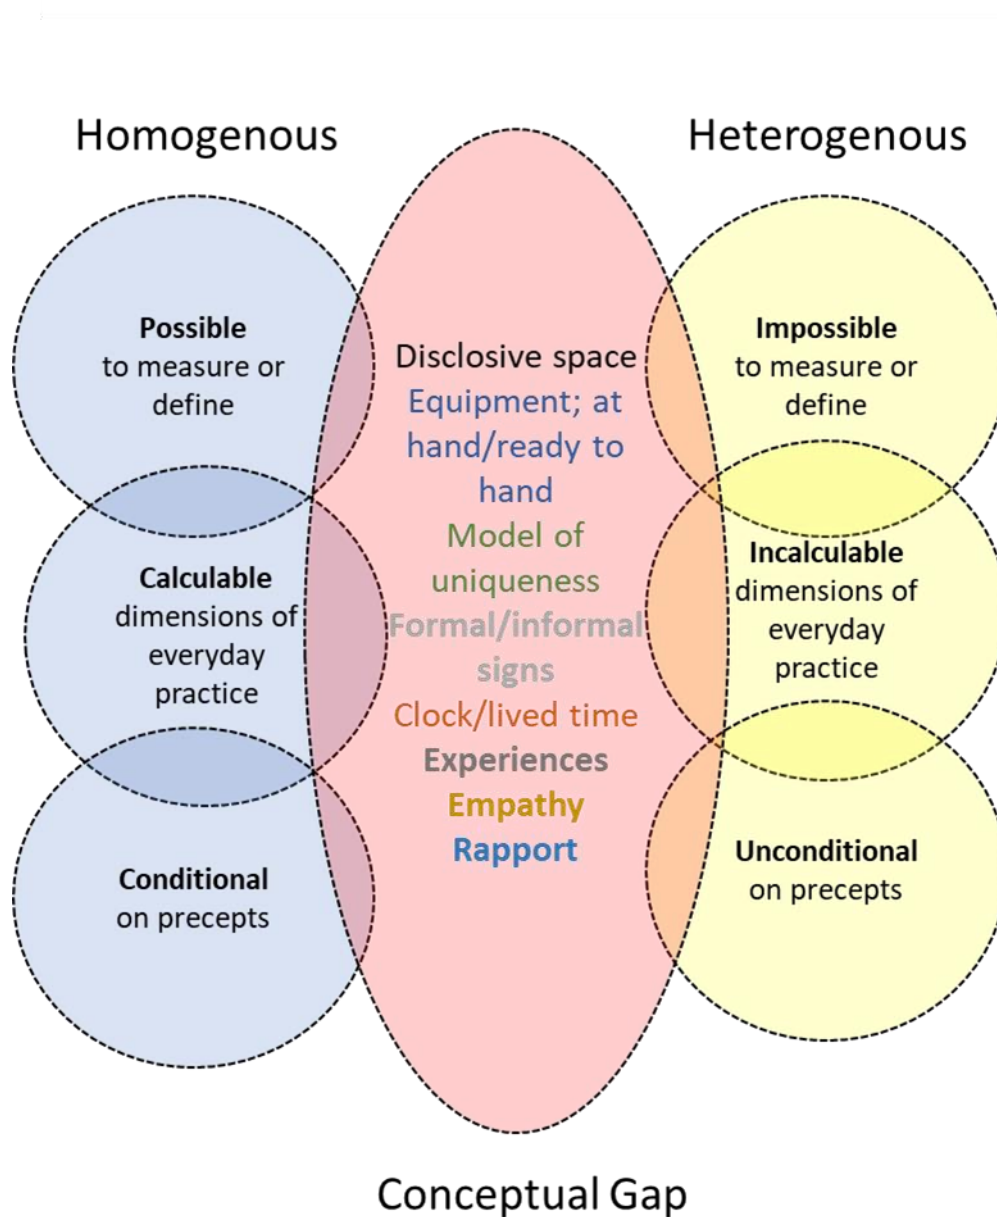 Homogenous
Heterogenous
Possible
to measure or
define
Calculable
dimensions of
everyday
practice
Conditional
on precepts
Disclosive space
Equipment; at
hand/ready to
hand
Model of
uniqueness
Formal/informal
signs
Clock/lived time
Experiences
Empathy
Rapport
Impossible
to measure or
define
Incalculable
dimensions of
everyday
practice
Unconditional
on precepts
Conceptual Gap